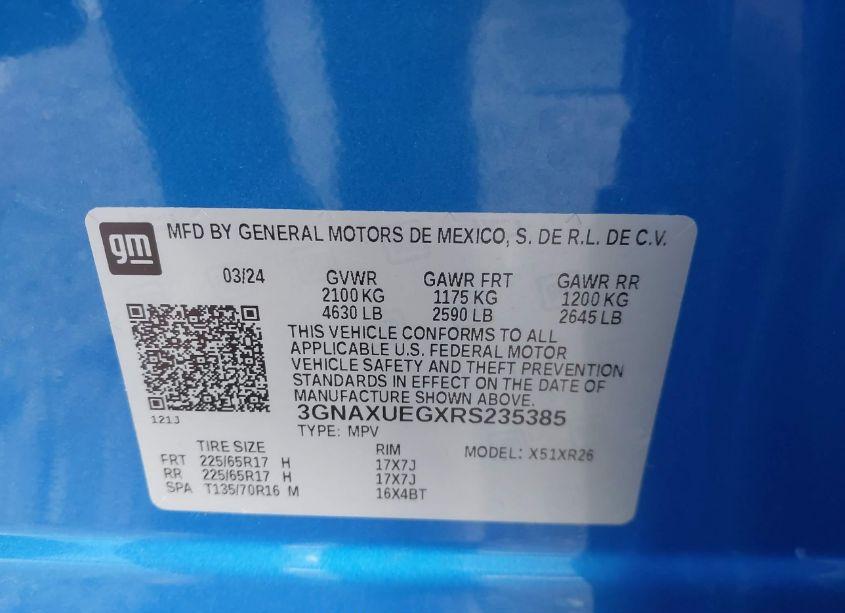 gm MFD BY GENERAL MOTORS DE MEXICO, S. DE R.L. DE C.V.
03/24 GVWR GAWR FRT GAWR RR
2100 KG 1175 KG 1200 KG
4630 LB 2590 LB 2645 LB
THIS VEHICLE CONFORMS TO ALL
APPLICABLE U.S. FEDERAL MOTOR
VEHICLE SAFETY AND THEFT PREVENTION
STANDARDS IN EFFECT ON THE DATE OF
MANUFACTURE SHOWN ABOVE.
121J 3GNAXUEGXRS235385
TYPE: MPV
TIRE SIZE RIM MODEL: X51XR26
FRT 225/65R17 H 17X7J
RR 225/65R17 H 17X7J
SPA T135/70R16 M 16X4BT